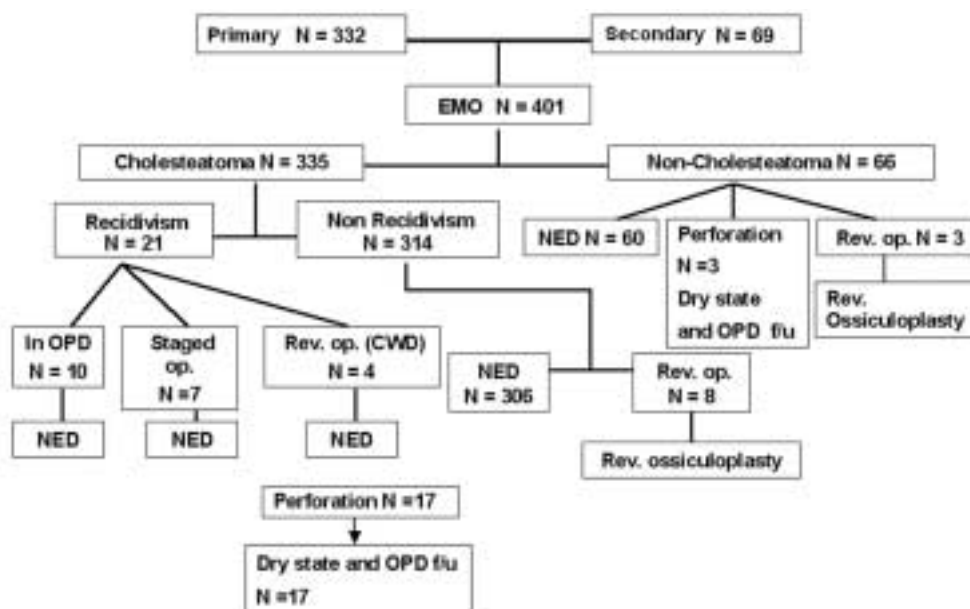 Primary N = 332
Secondary N = 69
EMO N = 401
Cholesteatoma N = 335
Non-Cholesteatoma N = 66
Recidivism
N = 21
Non Recidivism
N = 314
NED N = 60
Perforation
N =3
Dry state
and OPD f/u
Rev. op. N = 3
Rev.
Ossiculoplasty
In OPD
N = 10
Staged
op.
N =7
Rev. op. (CWD)
N = 4
NED
N = 306
Rev. op.
N = 8
NED
NED
NED
Rev. ossiculoplasty
Perforation N =17
Dry state and OPD f/u
N =17